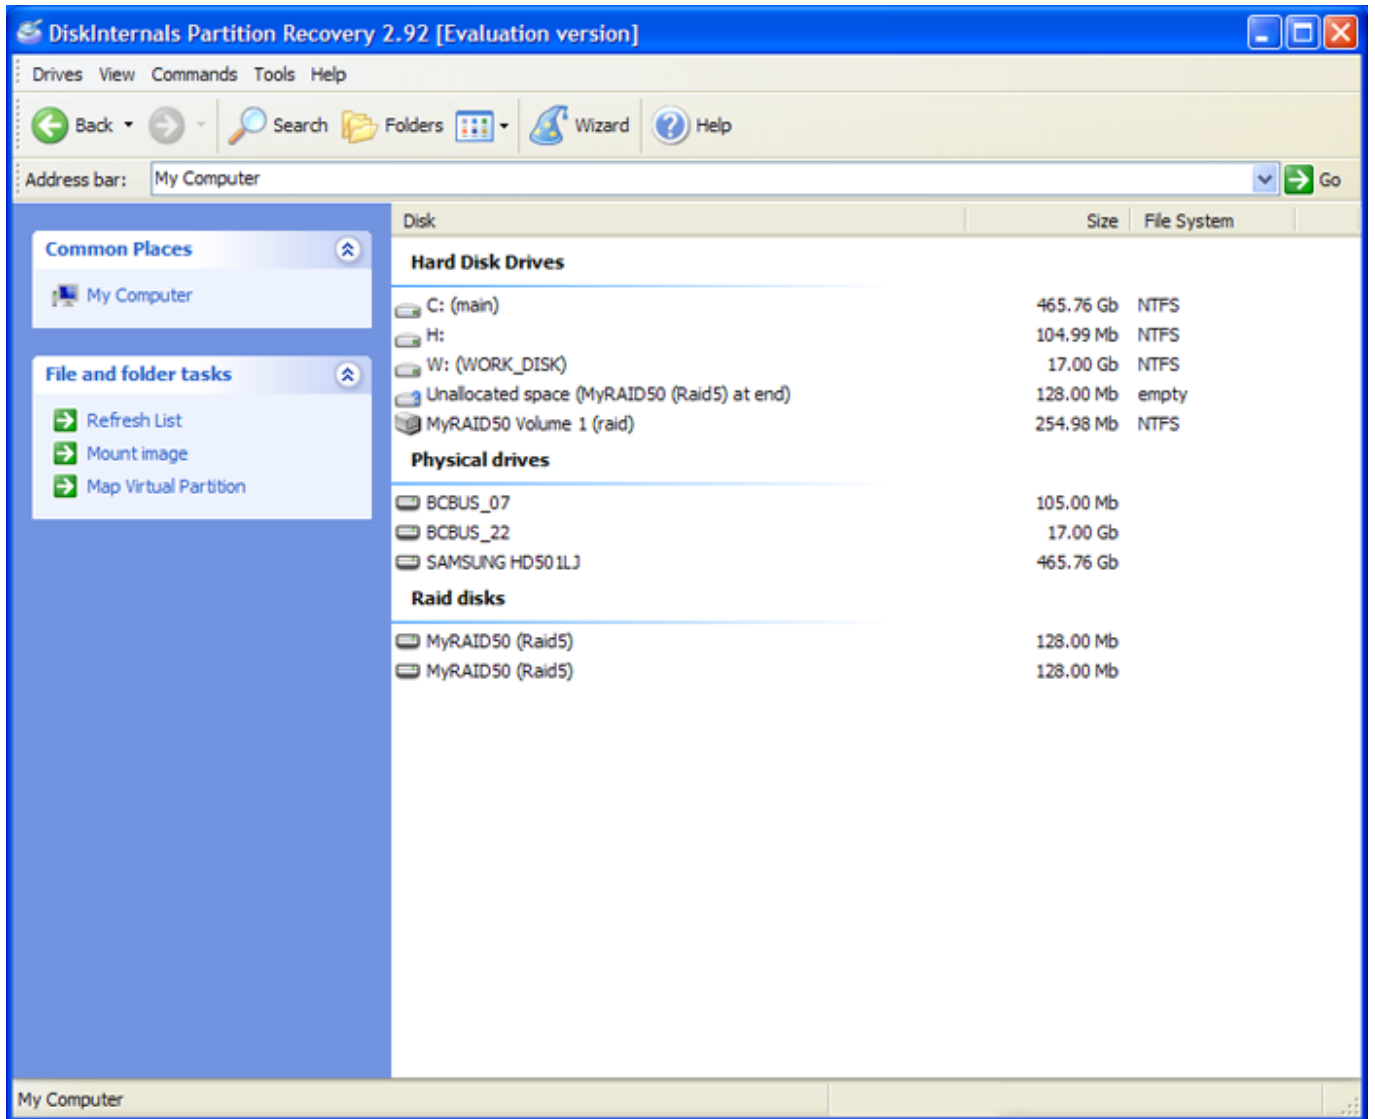 DiskInternals Partition Recovery 2.92 [Evaluation version]
Drives View Commands Tools Help
Back Search Folders Wizard Help
Address bar: My Computer Go
Common Places
My Computer
File and folder tasks
Refresh List
Mount image
Map Virtual Partition
Disk Size File System
Hard Disk Drives
C: (main) 465.76 Gb NTFS
H: 104.99 Mb NTFS
W: (WORK_DISK) 17.00 Gb NTFS
Unallocated space (MyRAID50 (Raid5) at end) 128.00 Mb empty
MyRAID50 Volume 1 (raid) 254.98 Mb NTFS
Physical drives
BCBUS_07 105.00 Mb
BCBUS_22 17.00 Gb
SAMSUNG HD501LJ 465.76 Gb
Raid disks
MyRAID50 (Raid5) 128.00 Mb
MyRAID50 (Raid5) 128.00 Mb
My Computer